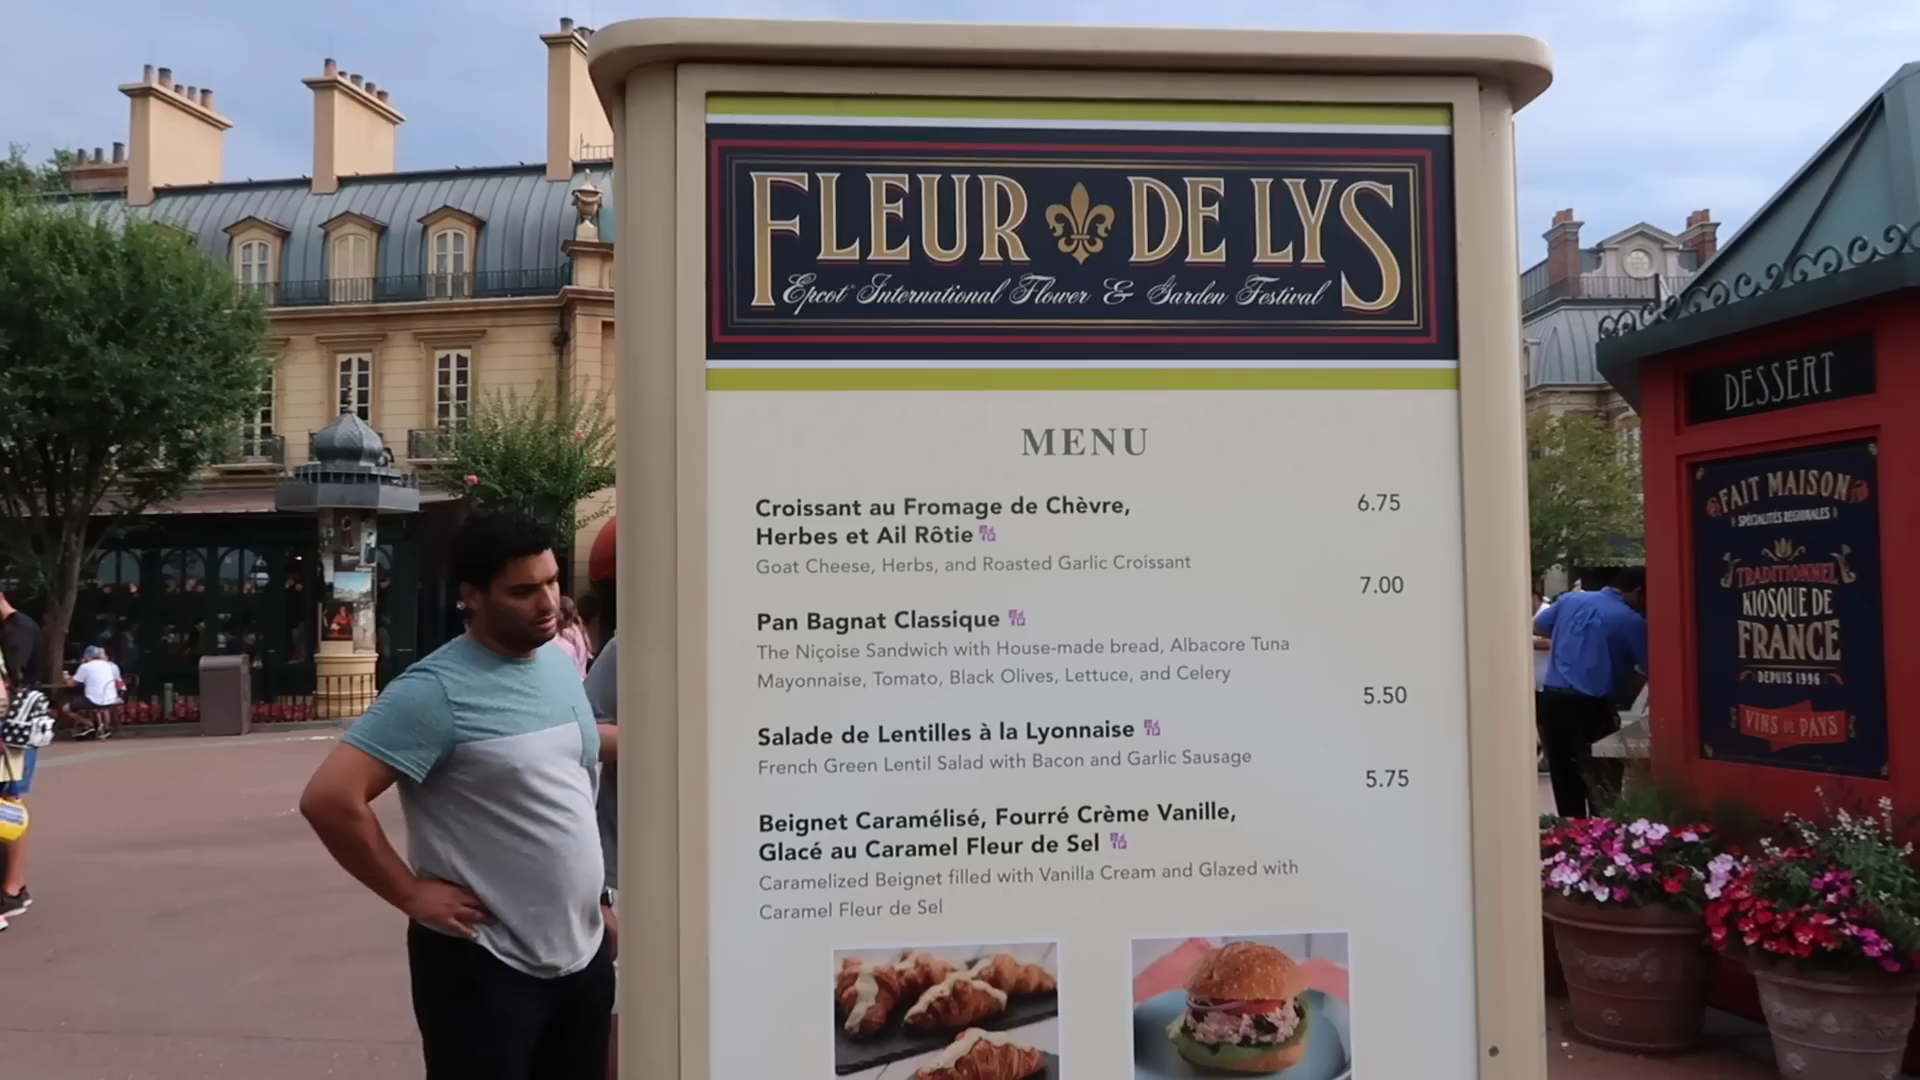 FLEUR DE LYS
Epcot International Flower & Garden Festival
MENU
Croissant au Fromage de Chèvre, 6.75
Herbes et Ail Rôtie
Goat Cheese, Herbs, and Roasted Garlic Croissant
7.00
Pan Bagnat Classique
The Niçoise Sandwich with House-made bread, Albacore Tuna
Mayonnaise, Tomato, Black Olives, Lettuce, and Celery
5.50
Salade de Lentilles à la Lyonnaise
French Green Lentil Salad with Bacon and Garlic Sausage
5.75
Beignet Caramélisé, Fourré Crème Vanille,
Glacé au Caramel Fleur de Sel
Caramelized Beignet filled with Vanilla Cream and Glazed with
Caramel Fleur de Sel
DESSERT
FAIT MAISON
SPÉCIALITÉS RÉGIONALES
TRADITIONNEL
KIOSQUE DE
FRANCE
DEPUIS 1996
VINS DE PAYS